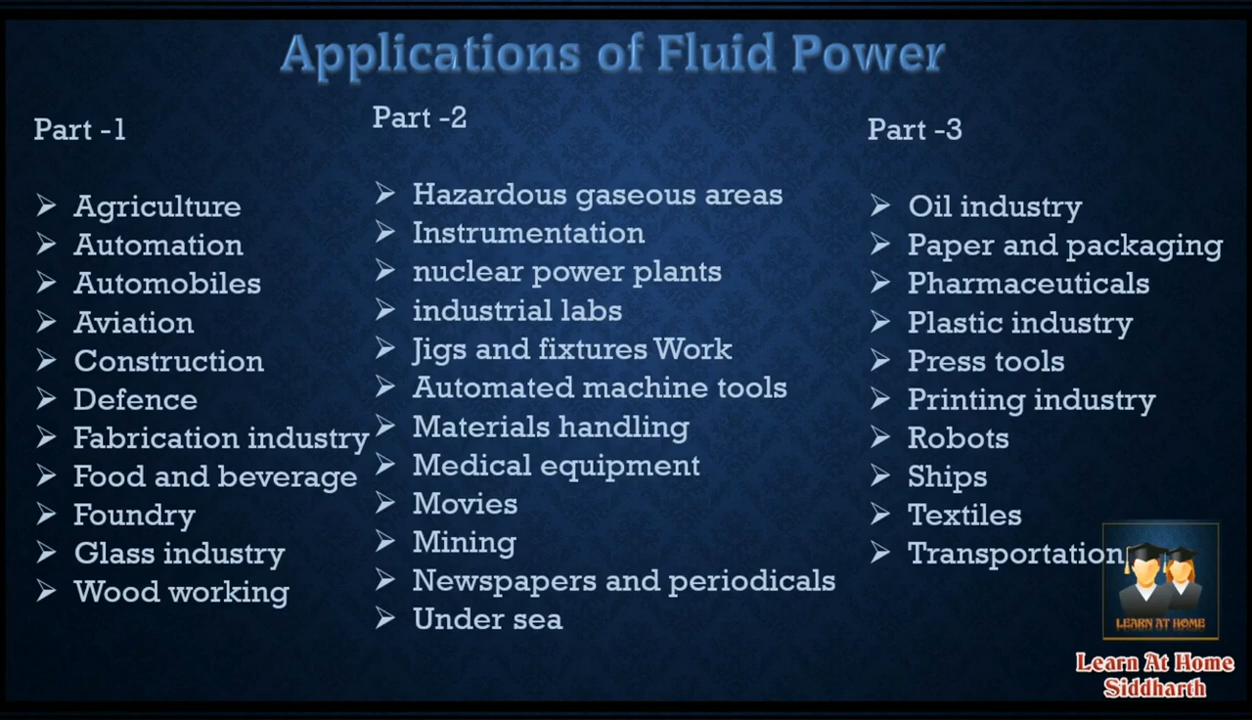 Applications of Fluid Power
Part -1
Agriculture
Automation
Automobiles
Aviation
Construction
Defence
Fabrication industry
Food and beverage
Foundry
Glass industry
Wood working
Part -2
Hazardous gaseous areas
Instrumentation
nuclear power plants
industrial labs
Jigs and fixtures Work
Automated machine tools
Materials handling
Medical equipment
Movies
Mining
Newspapers and periodicals
Under sea
Part -3
Oil industry
Paper and packaging
Pharmaceuticals
Plastic industry
Press tools
Printing industry
Robots
Ships
Textiles
Transportation
LEARN AT HOME
Learn At Home
Siddharth